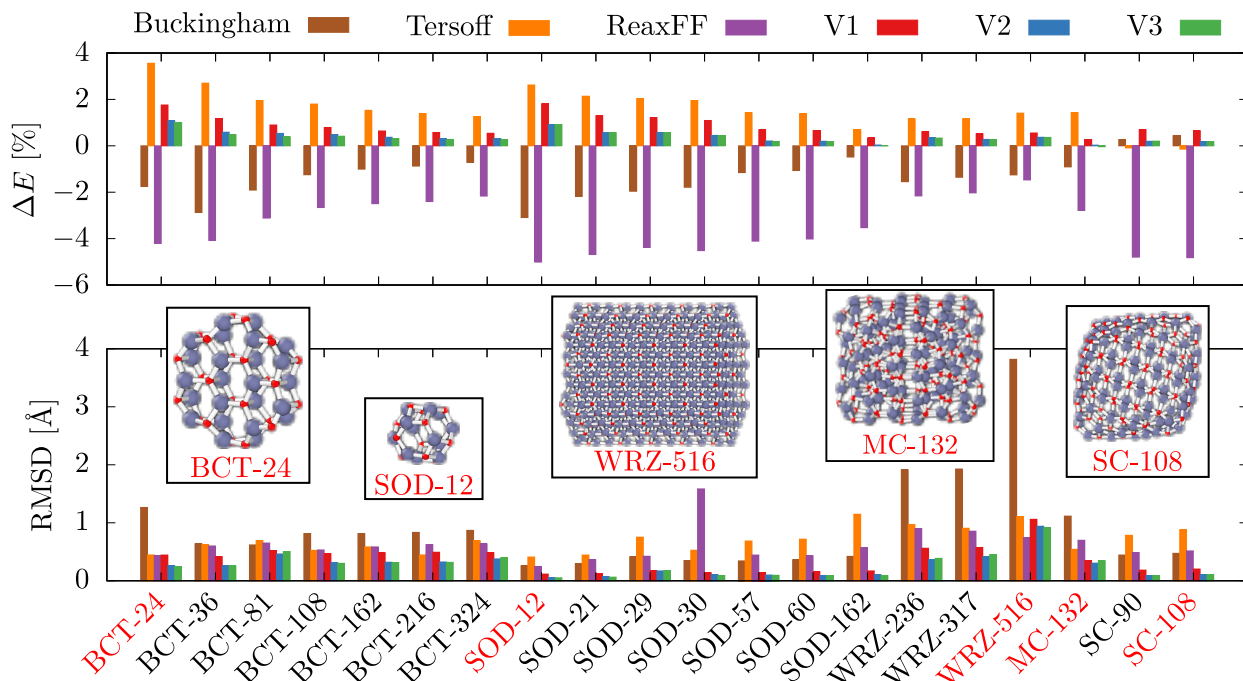 Buckingham Tersoff ReaxFF V1 V2 V3
4
2
0
−2
−4
−6
ΔE [%]
BCT-24
SOD-12
WRZ-516
MC-132
SC-108
4
3
2
1
0
RMSD [Å]
BCT-24 BCT-36 BCT-81 BCT-108 BCT-162 BCT-216 BCT-324 SOD-12 SOD-21 SOD-29 SOD-30 SOD-57 SOD-60 SOD-162 WRZ-236 WRZ-317 WRZ-516 MC-132 SC-90 SC-108